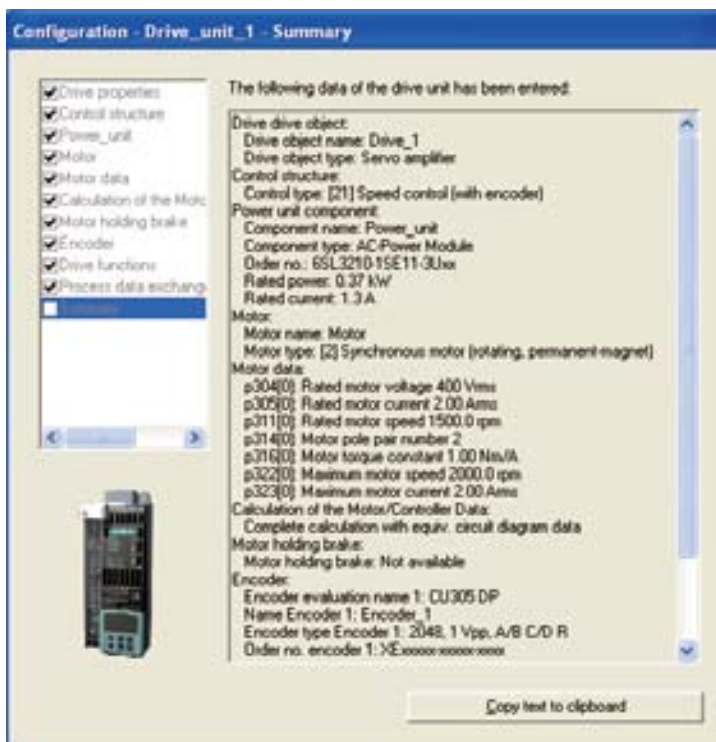 Configuration - Drive_unit_1 - Summary
Drive properties
Control structure
Power_unit
Motor
Motor data
Calculation of the Motc
Motor holding brake
Encoder
Drive functions
Process data exchang
Summary
The following data of the drive unit has been entered:
Drive drive object:
Drive object name: Drive_1
Drive object type: Servo amplifier
Control structure:
Control type: [21] Speed control (with encoder)
Power unit component:
Component name: Power_unit
Component type: AC-Power Module
Order no.: 6SL3210-1SE11-3Uxx
Rated power: 0.37 kW
Rated current: 1.3 A
Motor:
Motor name: Motor
Motor type: [2] Synchronous motor (rotating, permanent-magnet)
Motor data:
p304[0]: Rated motor voltage 400 Vrms
p305[0]: Rated motor current 2.00 Arms
p311[0]: Rated motor speed 1500.0 rpm
p314[0]: Motor pole pair number 2
p316[0]: Motor torque constant 1.00 Nm/A
p322[0]: Maximum motor speed 2000.0 rpm
p323[0]: Maximum motor current 2.00 Arms
Calculation of the Motor/Controller Data:
Complete calculation with equiv. circuit diagram data
Motor holding brake:
Motor holding brake: Not available
Encoder:
Encoder evaluation name 1: CU305 DP
Name Encoder 1: Encoder_1
Encoder type Encoder 1: 2048, 1 Vpp, A/B C/D R
Order no. encoder 1: XExxxxx-xxxxx-xxxx
Copy text to clipboard